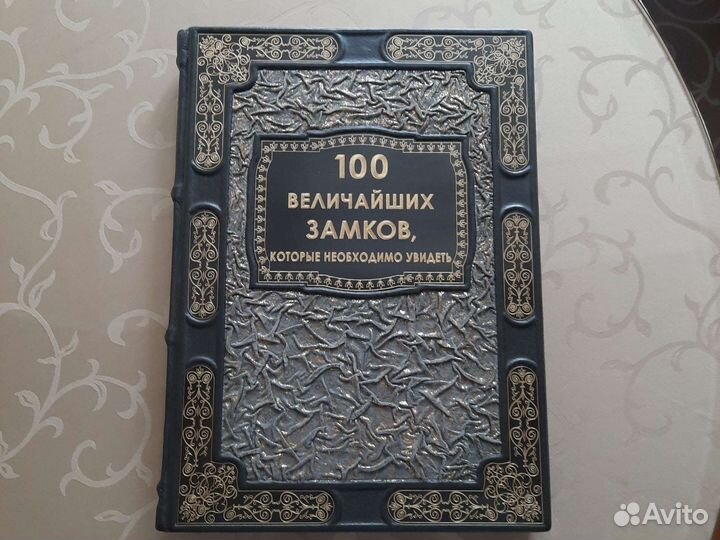 100
ВЕЛИЧАЙШИХ
ЗАМКОВ,
КОТОРЫЕ НЕОБХОДИМО УВИДЕТЬ
Avito